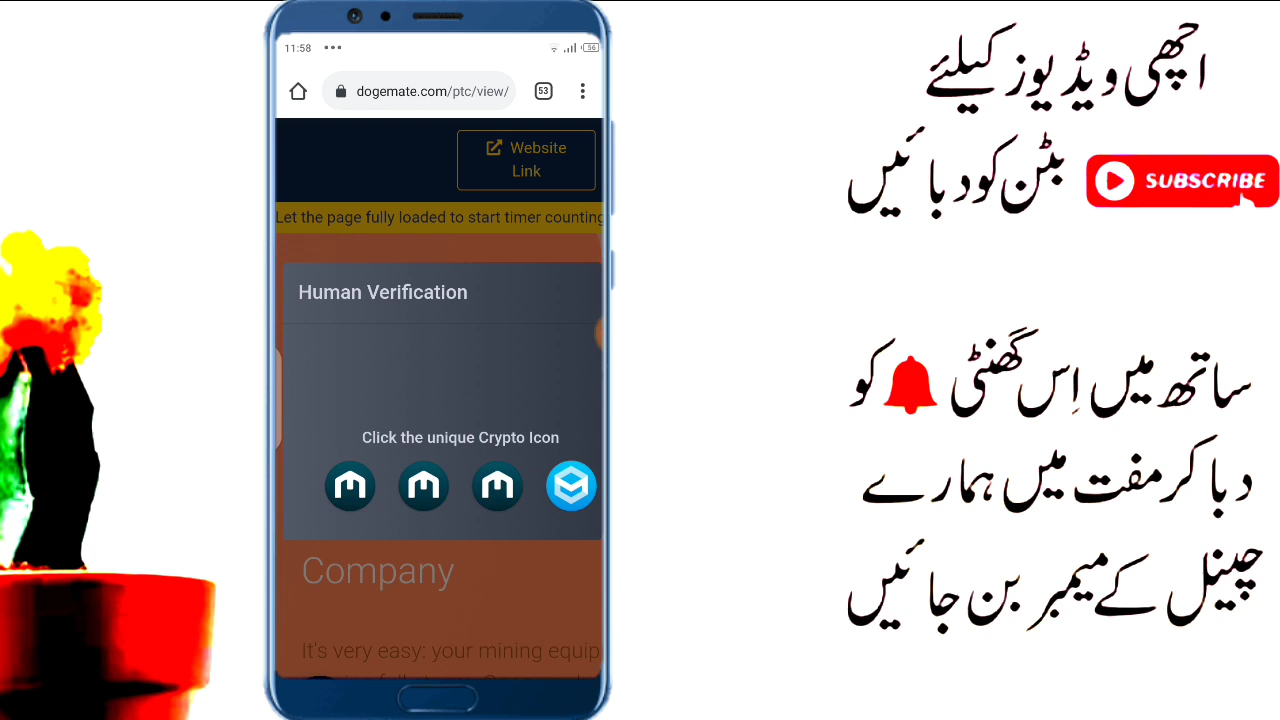 11:58
56
dogemate.com/ptc/view/
53
Website
Link
Let the page fully loaded to start timer counting
Human Verification
Click the unique Crypto Icon
Company
It's very easy: your mining equip
اچھی ویڈیوز کیلئے
بٹن کو دبائیں
SUBSCRIBE
ساتھ میں اِس گھنٹی کو
دبا کر مفت میں ہمارے
چینل کے میمبر بن جائیں